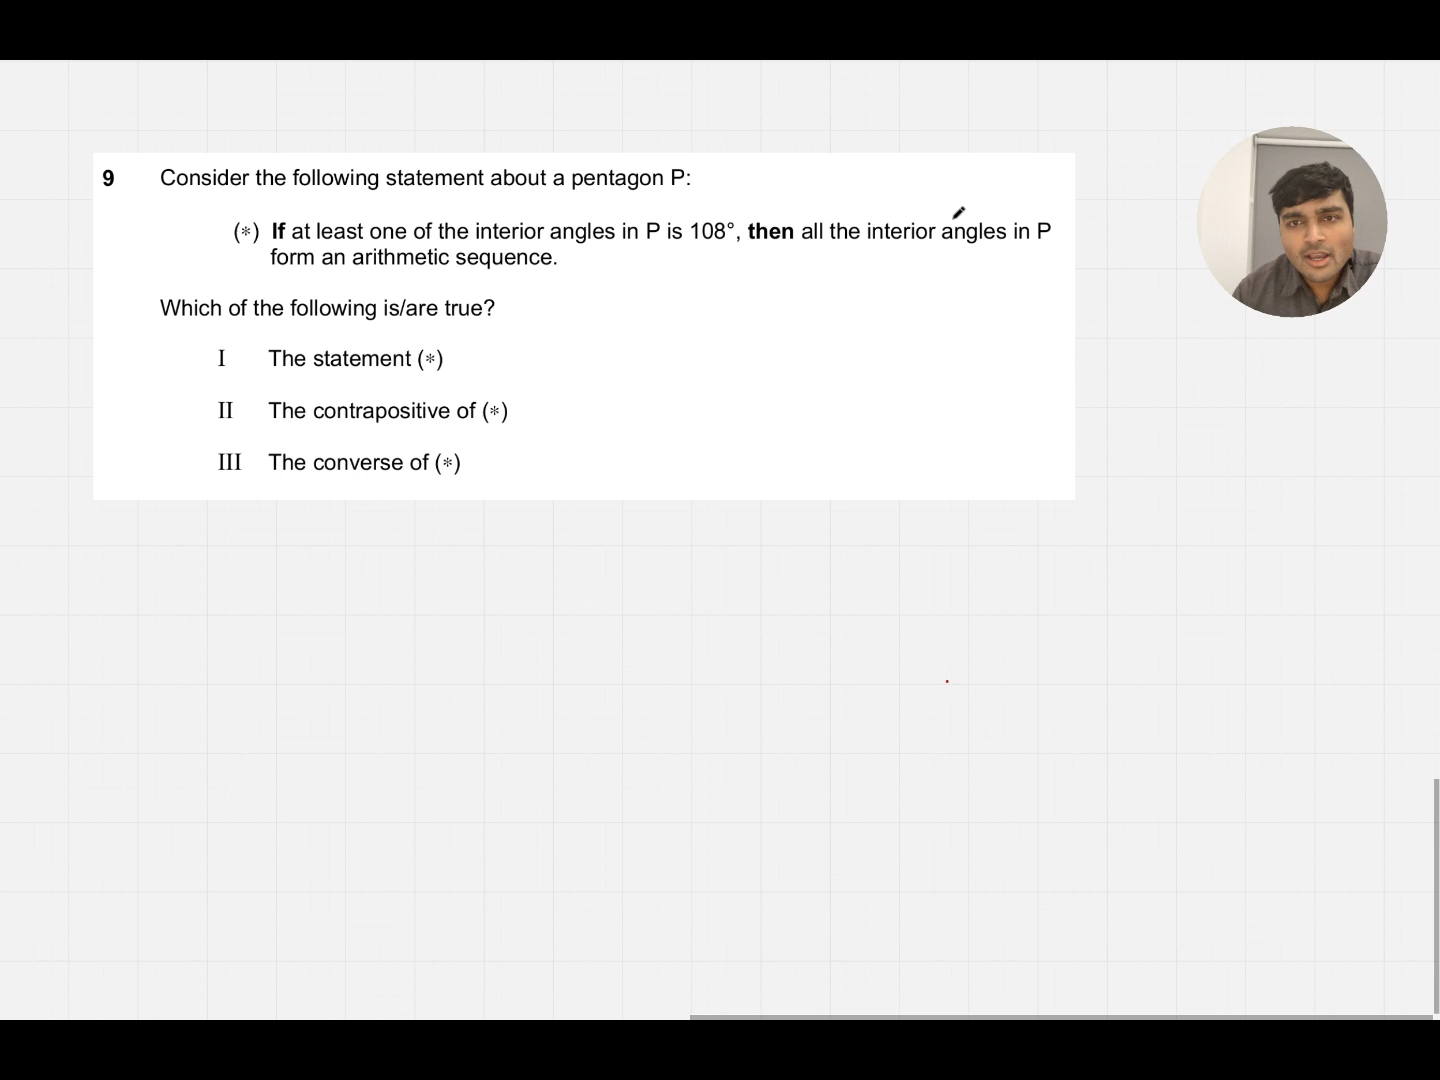 9 Consider the following statement about a pentagon P:
(*) If at least one of the interior angles in P is 108°, then all the interior angles in P
form an arithmetic sequence.
Which of the following is/are true?
I The statement (*)
II The contrapositive of (*)
III The converse of (*)